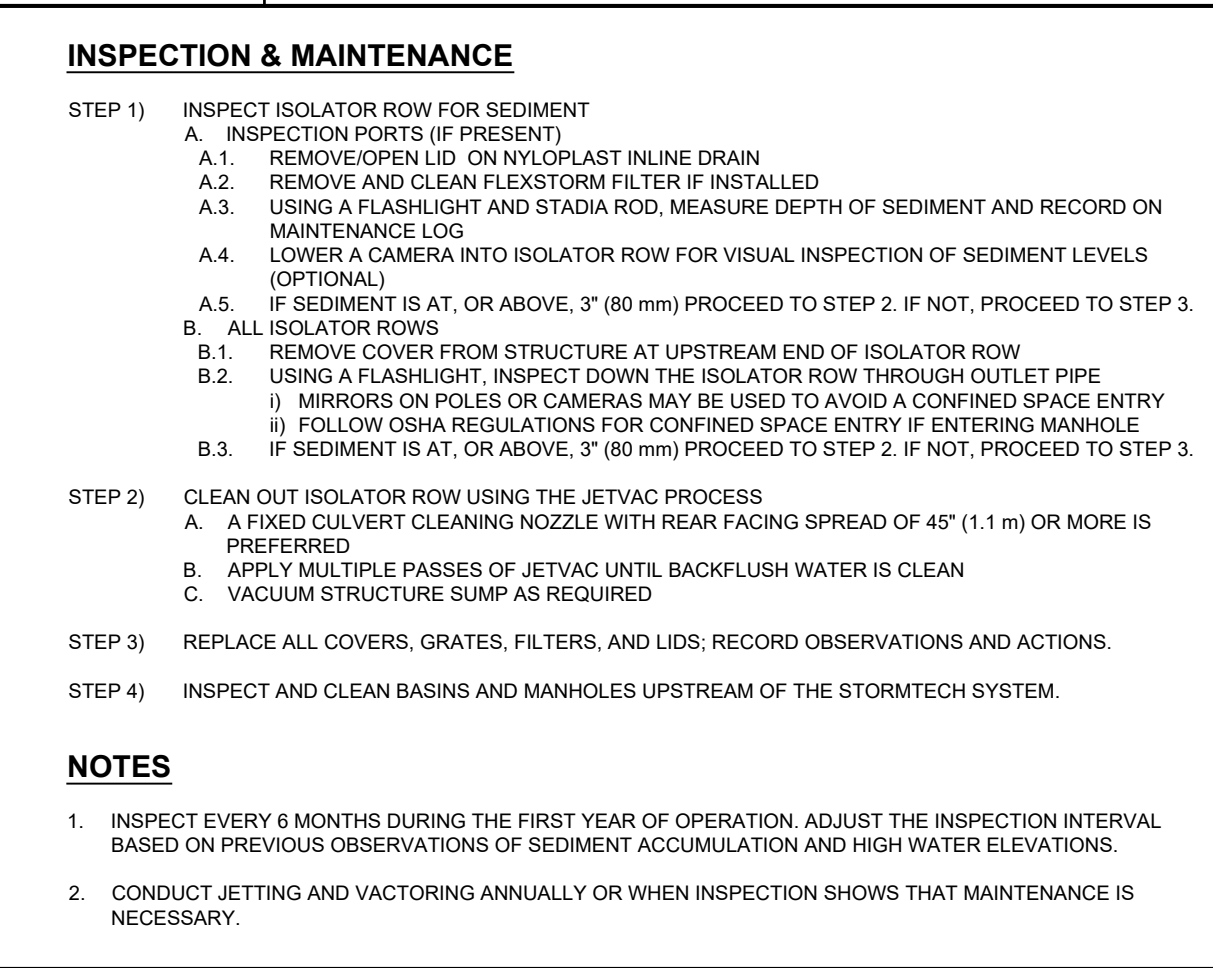 INSPECTION & MAINTENANCE
STEP 1) INSPECT ISOLATOR ROW FOR SEDIMENT
A. INSPECTION PORTS (IF PRESENT)
A.1. REMOVE/OPEN LID ON NYLOPLAST INLINE DRAIN
A.2. REMOVE AND CLEAN FLEXSTORM FILTER IF INSTALLED
A.3. USING A FLASHLIGHT AND STADIA ROD, MEASURE DEPTH OF SEDIMENT AND RECORD ON
MAINTENANCE LOG
A.4. LOWER A CAMERA INTO ISOLATOR ROW FOR VISUAL INSPECTION OF SEDIMENT LEVELS
(OPTIONAL)
A.5. IF SEDIMENT IS AT, OR ABOVE, 3" (80 mm) PROCEED TO STEP 2. IF NOT, PROCEED TO STEP 3.
B. ALL ISOLATOR ROWS
B.1. REMOVE COVER FROM STRUCTURE AT UPSTREAM END OF ISOLATOR ROW
B.2. USING A FLASHLIGHT, INSPECT DOWN THE ISOLATOR ROW THROUGH OUTLET PIPE
i) MIRRORS ON POLES OR CAMERAS MAY BE USED TO AVOID A CONFINED SPACE ENTRY
ii) FOLLOW OSHA REGULATIONS FOR CONFINED SPACE ENTRY IF ENTERING MANHOLE
B.3. IF SEDIMENT IS AT, OR ABOVE, 3" (80 mm) PROCEED TO STEP 2. IF NOT, PROCEED TO STEP 3.
STEP 2) CLEAN OUT ISOLATOR ROW USING THE JETVAC PROCESS
A. A FIXED CULVERT CLEANING NOZZLE WITH REAR FACING SPREAD OF 45" (1.1 m) OR MORE IS
PREFERRED
B. APPLY MULTIPLE PASSES OF JETVAC UNTIL BACKFLUSH WATER IS CLEAN
C. VACUUM STRUCTURE SUMP AS REQUIRED
STEP 3) REPLACE ALL COVERS, GRATES, FILTERS, AND LIDS; RECORD OBSERVATIONS AND ACTIONS.
STEP 4) INSPECT AND CLEAN BASINS AND MANHOLES UPSTREAM OF THE STORMTECH SYSTEM.
NOTES
1. INSPECT EVERY 6 MONTHS DURING THE FIRST YEAR OF OPERATION. ADJUST THE INSPECTION INTERVAL
BASED ON PREVIOUS OBSERVATIONS OF SEDIMENT ACCUMULATION AND HIGH WATER ELEVATIONS.
2. CONDUCT JETTING AND VACTORING ANNUALLY OR WHEN INSPECTION SHOWS THAT MAINTENANCE IS
NECESSARY.